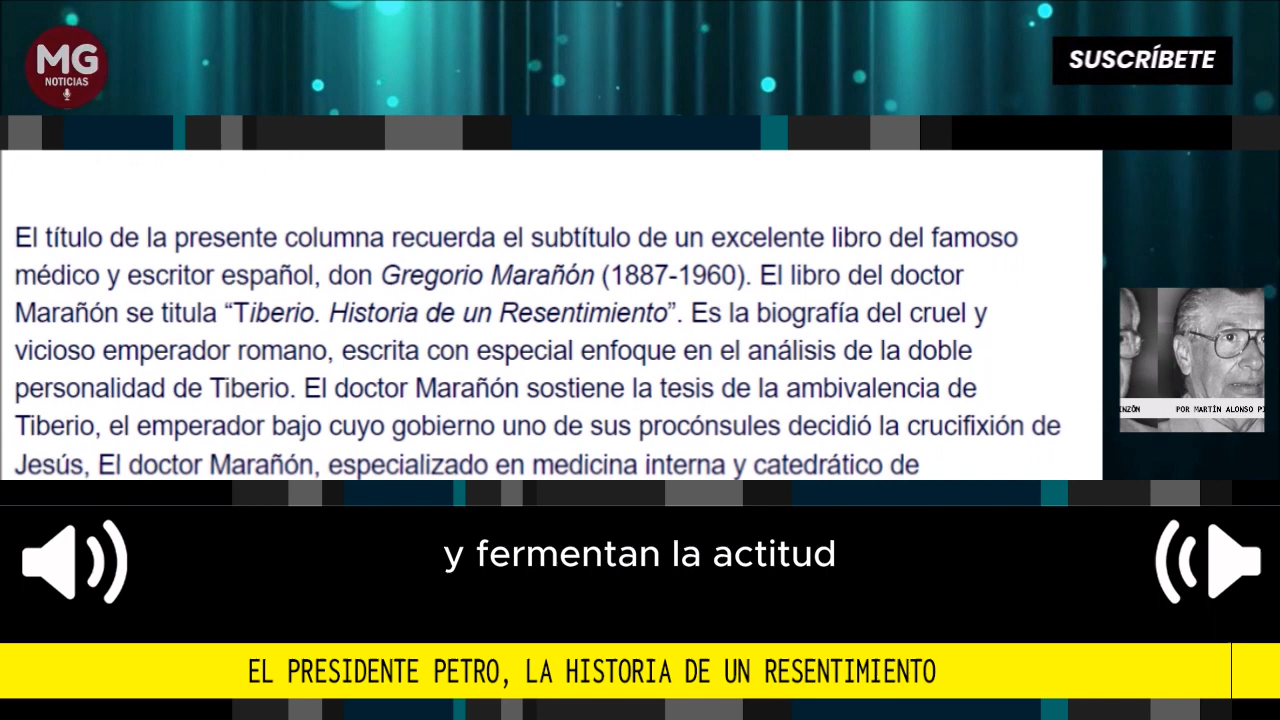 MG
NOTICIAS
SUSCRÍBETE
El título de la presente columna recuerda el subtítulo de un excelente libro del famoso
médico y escritor español, don Gregorio Marañón (1887-1960). El libro del doctor
Marañón se titula “Tiberio. Historia de un Resentimiento”. Es la biografía del cruel y
vicioso emperador romano, escrita con especial enfoque en el análisis de la doble
personalidad de Tiberio. El doctor Marañón sostiene la tesis de la ambivalencia de
Tiberio, el emperador bajo cuyo gobierno uno de sus procónsules decidió la crucifixión de
Jesús, El doctor Marañón, especializado en medicina interna y catedrático de
POR MARTÍN ALONSO
y fermentan la actitud
EL PRESIDENTE PETRO, LA HISTORIA DE UN RESENTIMIENTO